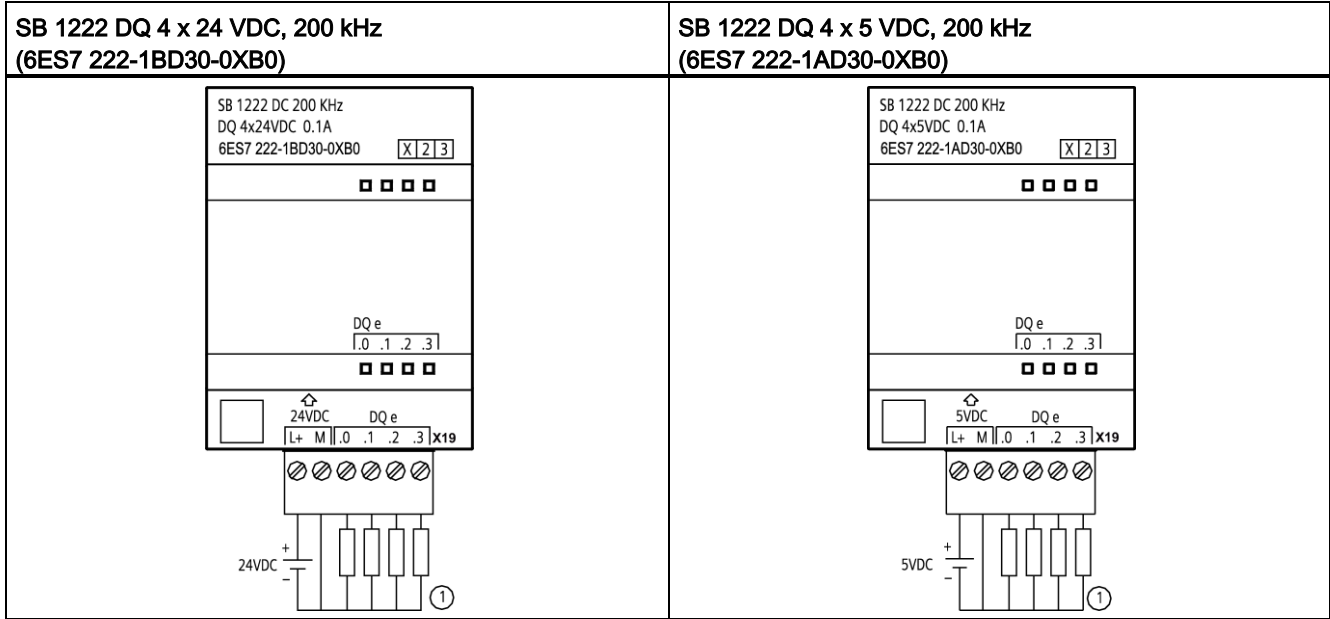 SB 1222 DQ 4 x 24 VDC, 200 kHz
(6ES7 222-1BD30-0XB0)
SB 1222 DQ 4 x 5 VDC, 200 kHz
(6ES7 222-1AD30-0XB0)
SB 1222 DC 200 KHz
DQ 4x24VDC 0.1A
6ES7 222-1BD30-0XB0 X 2 3
DQ e
.0 .1 .2 .3
24VDC DQ e
L+ M .0 .1 .2 .3 X19
24VDC
+
−
1
SB 1222 DC 200 KHz
DQ 4x5VDC 0.1A
6ES7 222-1AD30-0XB0 X 2 3
DQ e
.0 .1 .2 .3
5VDC DQ e
L+ M .0 .1 .2 .3 X19
5VDC
+
−
1